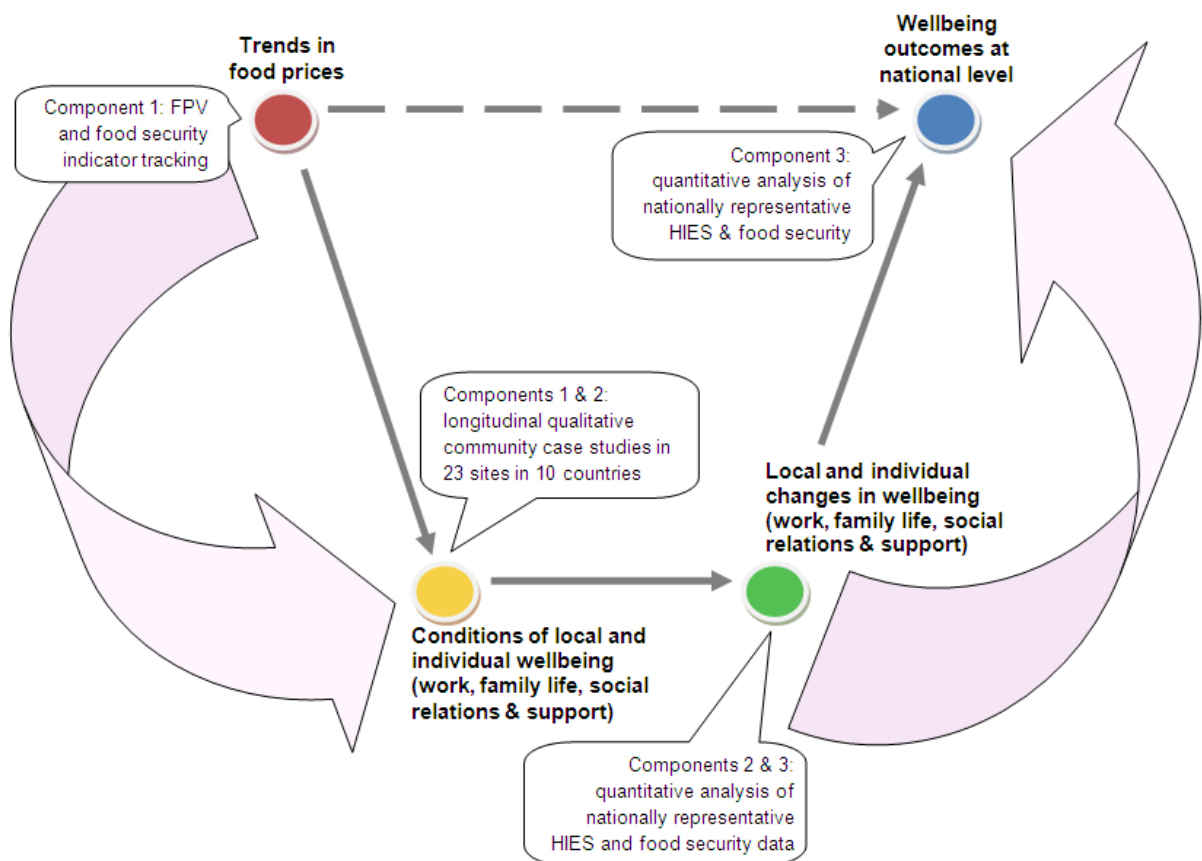 Trends in
food prices
Wellbeing
outcomes at
national level
Component 1: FPV
and food security
indicator tracking
Component 3:
quantitative analysis of
nationally representative
HIES & food security
Components 1 & 2:
longitudinal qualitative
community case studies in
23 sites in 10 countries
Local and individual
changes in wellbeing
(work, family life, social
relations & support)
Conditions of local and
individual wellbeing
(work, family life, social
relations & support)
Components 2 & 3:
quantitative analysis of
nationally representative
HIES and food security data